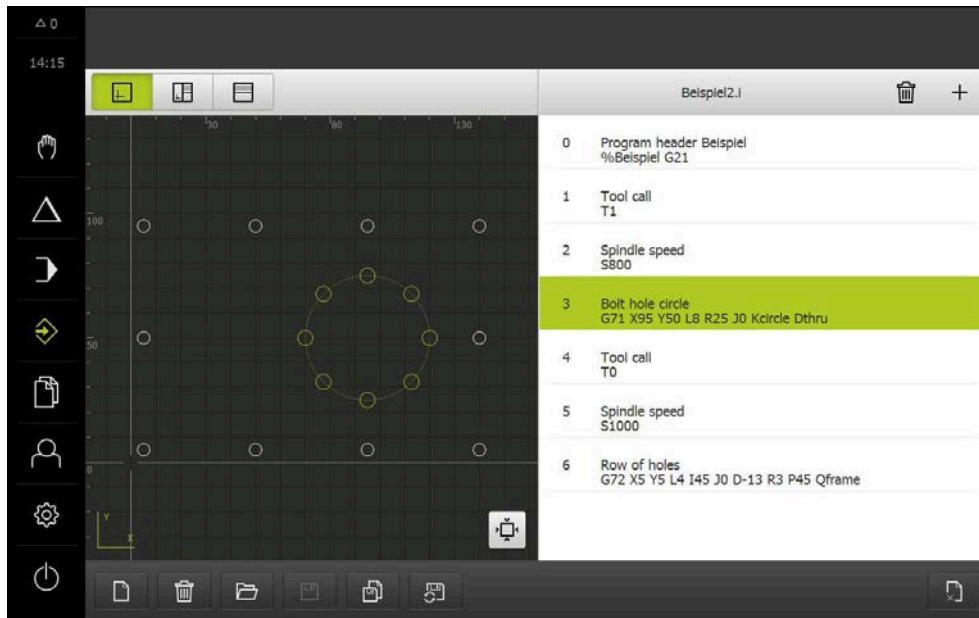 0
14:15
Beispiel2.i
30
80
130
100
50
0
Y
X
0 Program header Beispiel
%Beispiel G21
1 Tool call
T1
2 Spindle speed
S800
3 Bolt hole circle
G71 X95 Y50 L8 R25 J0 Kcircle Dthru
4 Tool call
T0
5 Spindle speed
S1000
6 Row of holes
G72 X5 Y5 L4 I45 J0 D-13 R3 P45 Qframe